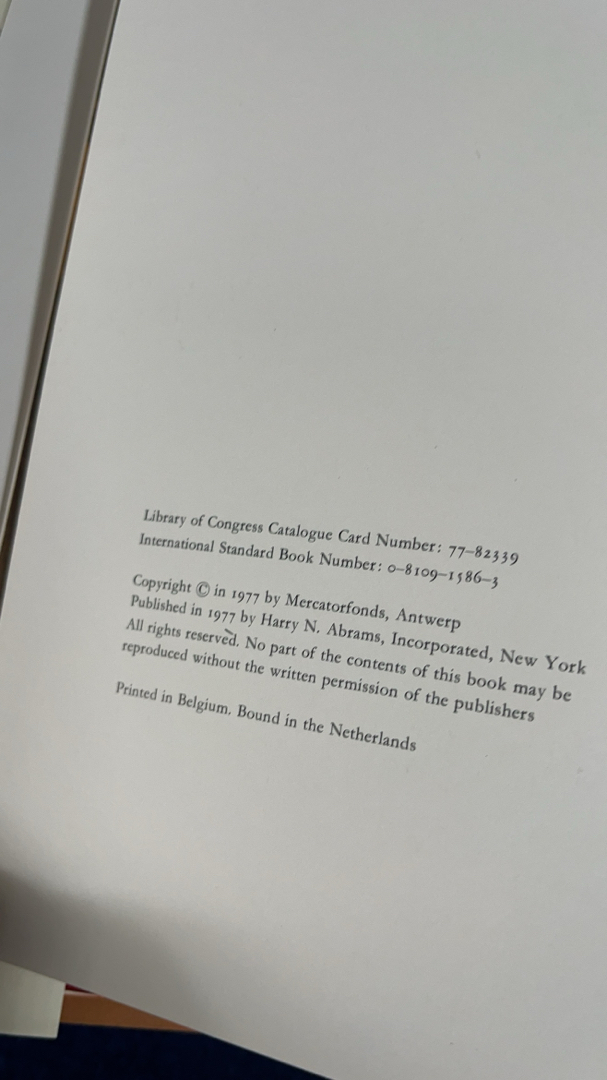 Library of Congress Catalogue Card Number: 77–82339
International Standard Book Number: 0–8109–1586–3
Copyright © in 1977 by Mercatorfonds, Antwerp
Published in 1977 by Harry N. Abrams, Incorporated, New York
All rights reserved. No part of the contents of this book may be
reproduced without the written permission of the publishers
Printed in Belgium. Bound in the Netherlands